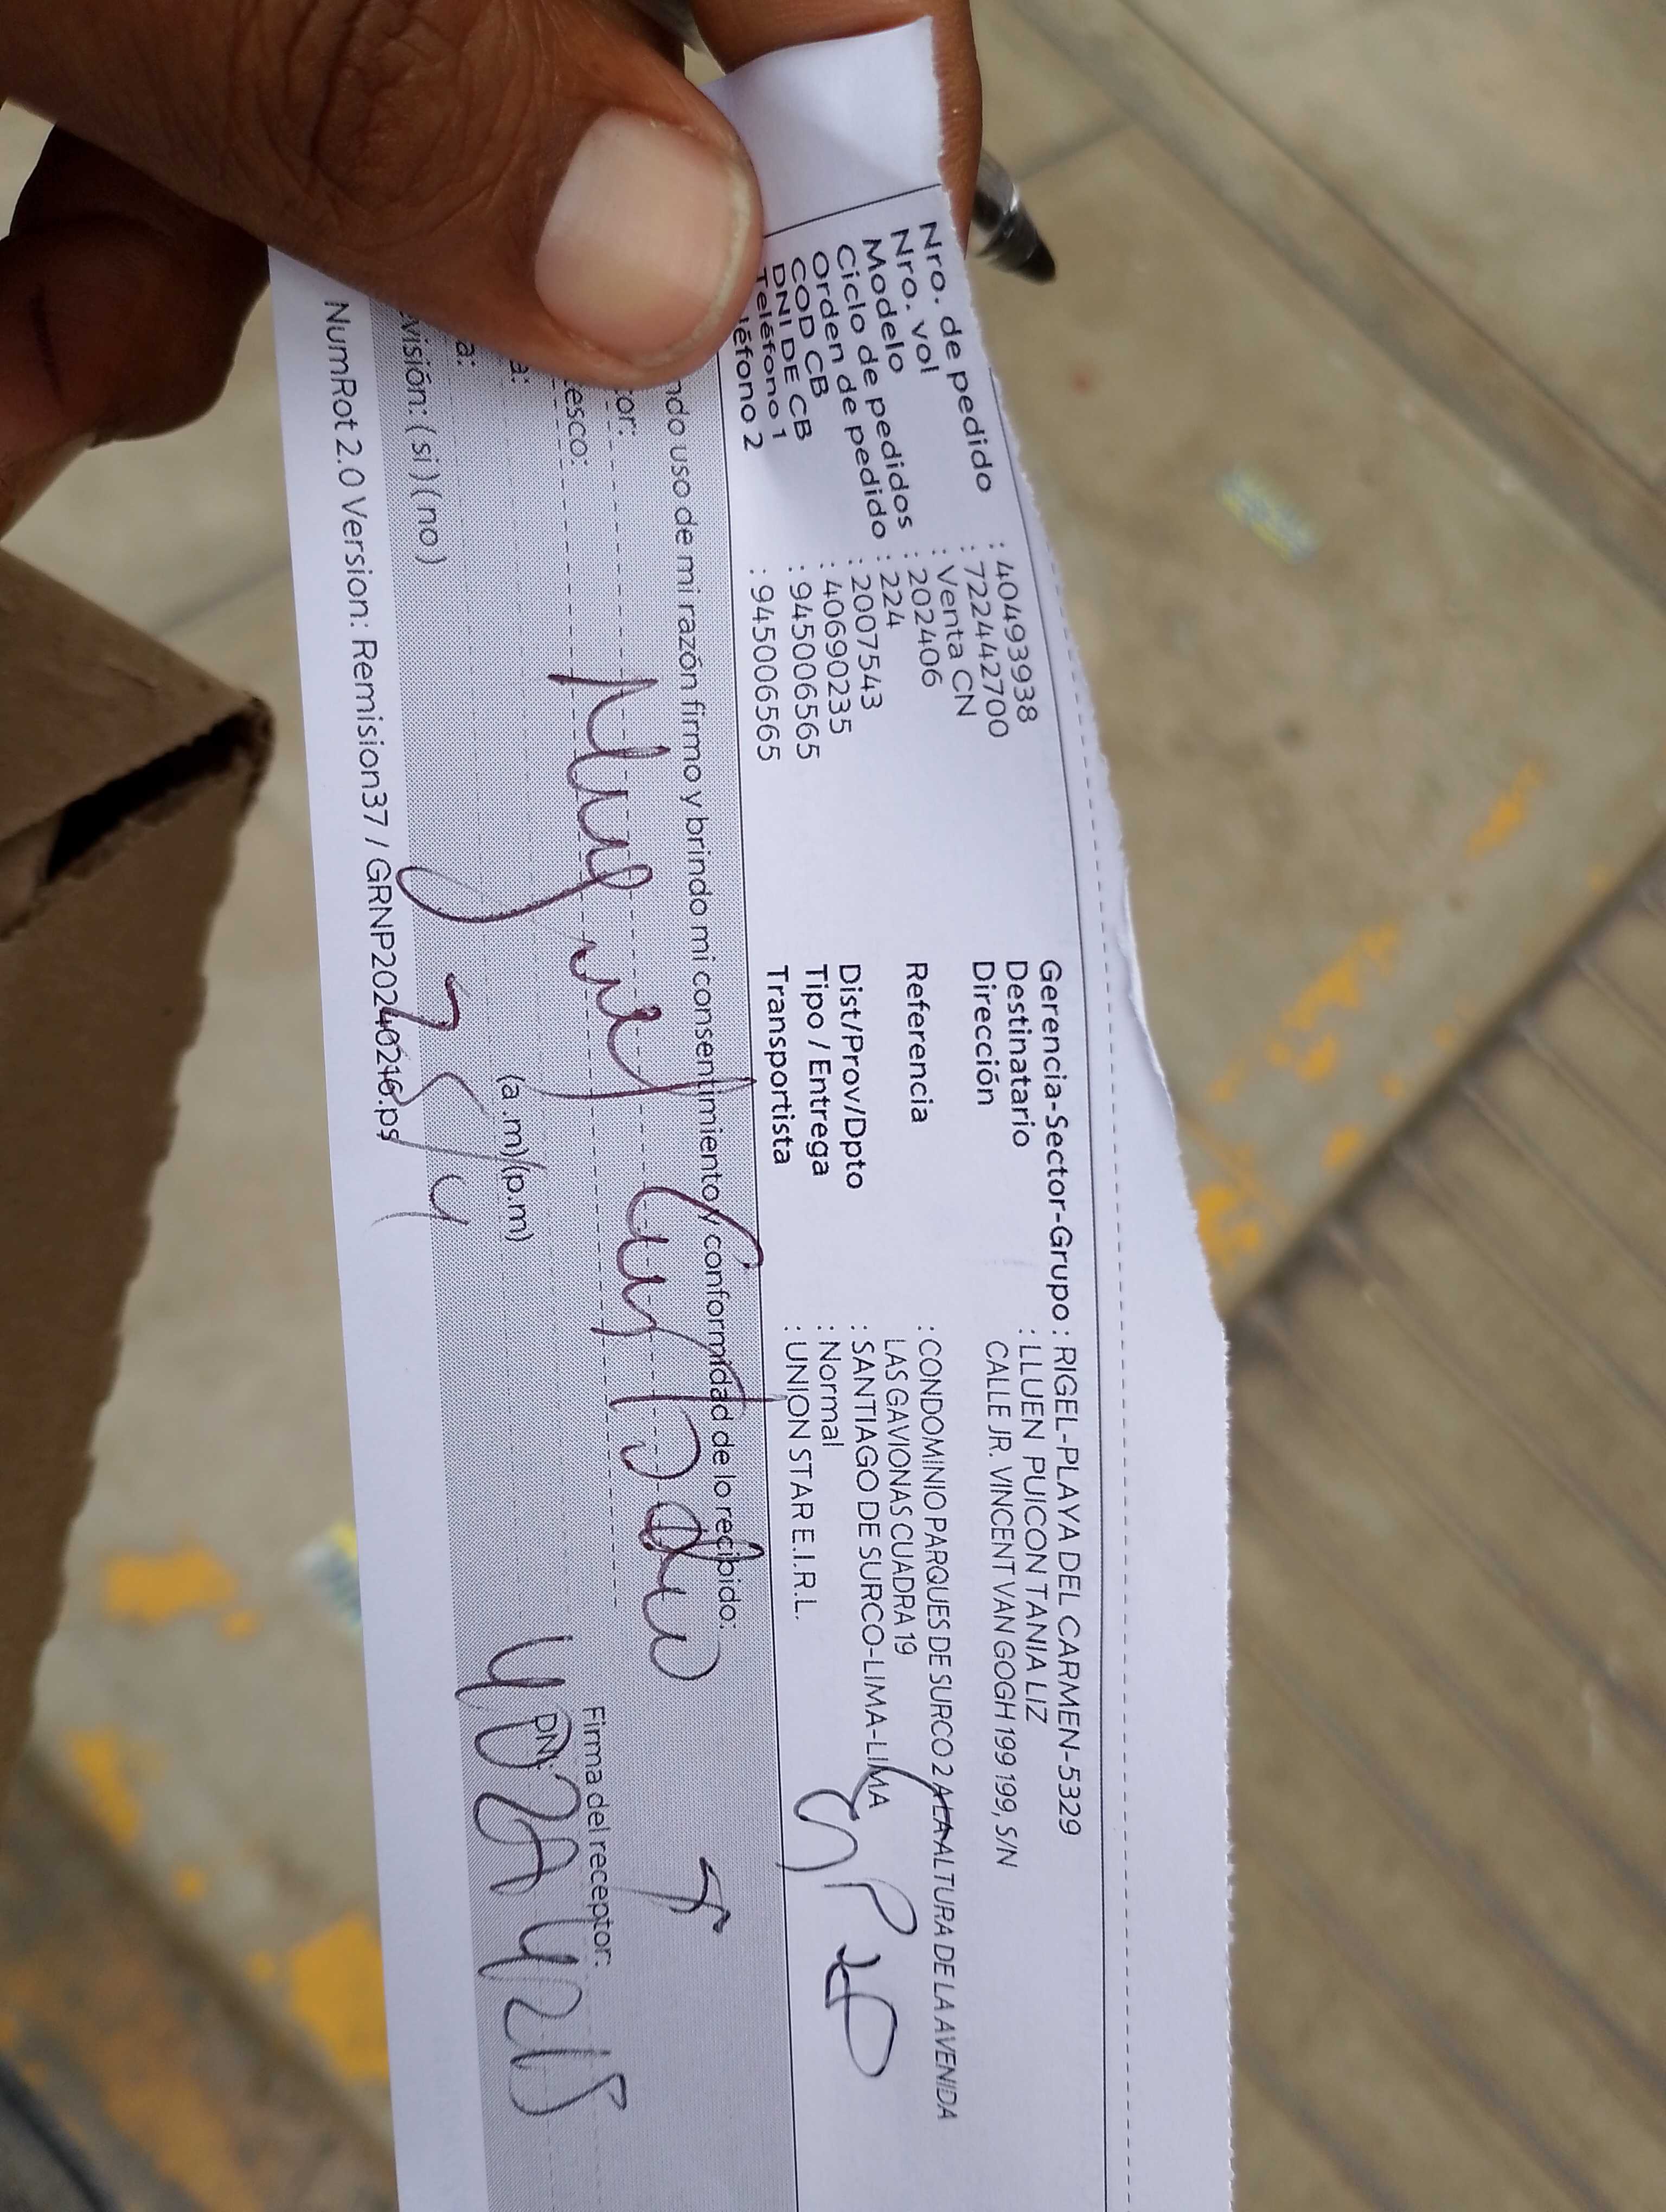 Nro. de pedido : 404939938
Nro. vol : 7224442700
Modelo : Venta CN
Ciclo de pedidos : 202406
Orden de pedido : 224
COD CB : 2007543
DNI DE CB : 40690235
Teléfono 1 : 945006565
léfono 2 : 945006565
Gerencia-Sector-Grupo : RIGEL-PLAYA DEL CARMEN-5329
Destinatario : LLUEN PUICON TANIA LIZ
Dirección CALLE JR. VINCENT VAN GOGH 199 199, S/N
Referencia : CONDOMINIO PARQUES DE SURCO 2 A LA ALTURA DE LA AVENIDA
LAS GAVIONAS CUADRA 19
Dist/Prov/Dpto : SANTIAGO DE SURCO-LIMA-LIMA
Tipo / Entrega : Normal
Transportista : UNION STAR E.I.R.L.
ndo uso de mi razón firmo y brindo mi consentimiento y conformidad de lo recibido:
tor:
esco:
Firma del receptor:
a: (a.m)(p.m) DNI:
a:
visión: ( si ) ( no )
NumRot 2.0 Version: Remision37 / GRNP20240216.ps